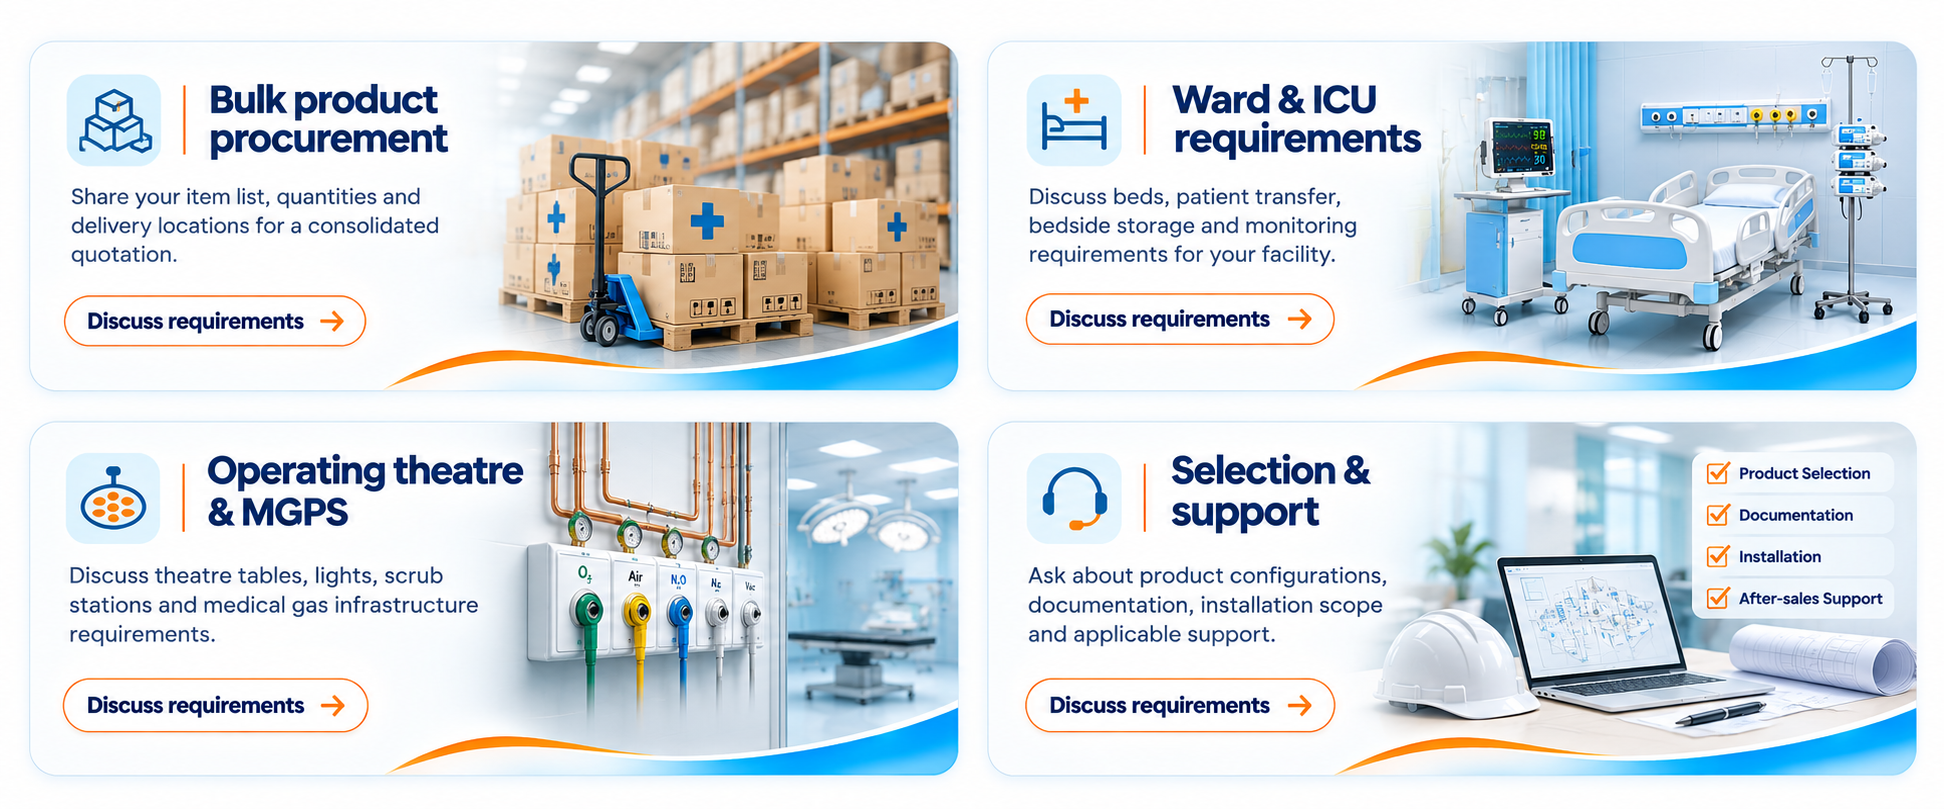 Bulk product
procurement
Share your item list, quantities and
delivery locations for a consolidated
quotation.
Discuss requirements
Ward & ICU
requirements
Discuss beds, patient transfer,
bedside storage and monitoring
requirements for your facility.
Discuss requirements
90
30
Operating theatre
& MGPS
Discuss theatre tables, lights, scrub
stations and medical gas infrastructure
requirements.
Discuss requirements
Air
N₂O
Selection &
support
Ask about product configurations,
documentation, installation scope
and applicable support.
Discuss requirements
Product Selection
Documentation
Installation
After-sales Support